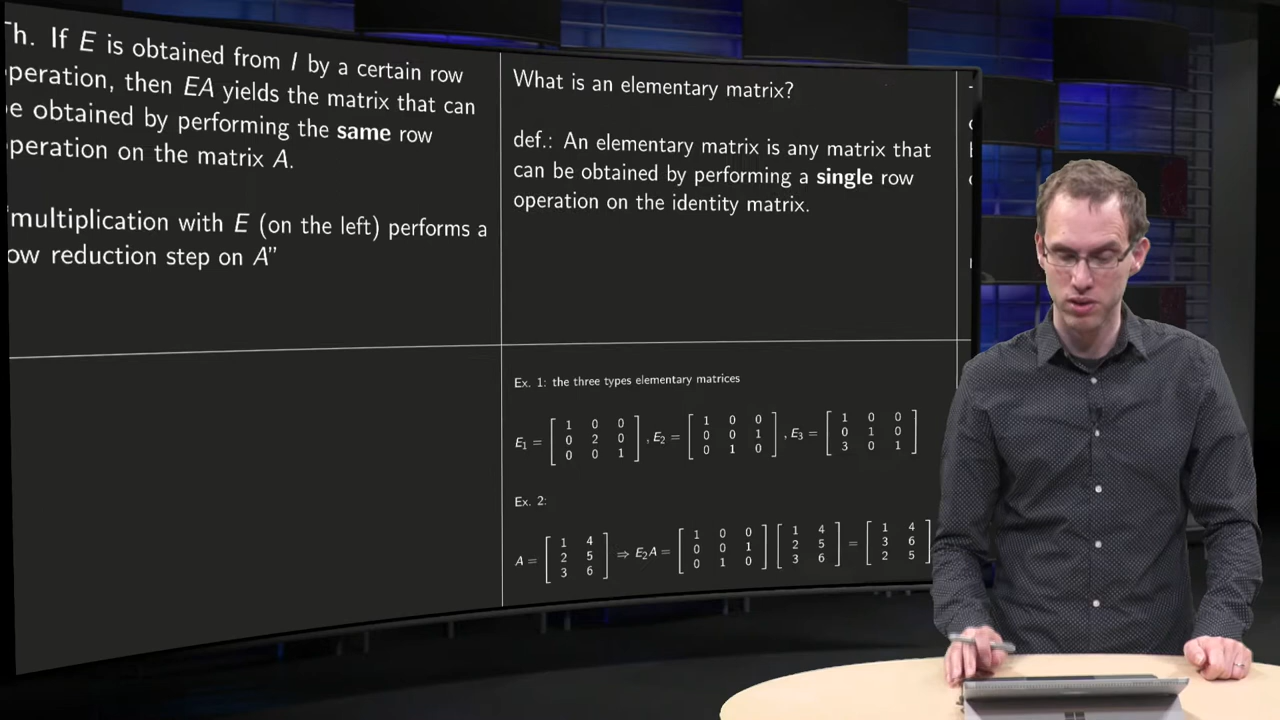 Th. If E is obtained from I by a certain row
operation, then EA yields the matrix that can
be obtained by performing the same row
operation on the matrix A.
"multiplication with E (on the left) performs a
row reduction step on A"
What is an elementary matrix?
def.: An elementary matrix is any matrix that
can be obtained by performing a single row
operation on the identity matrix.
Ex. 1: the three types elementary matrices
E₁ = [1 0 0; 0 2 0; 0 0 1], E₂ = [1 0 0; 0 0 1; 0 1 0], E₃ = [1 0 0; 0 1 0; 3 0 1]
Ex. 2:
A = [1 4; 2 5; 3 6] ⇒ E₂A = [1 0 0; 0 0 1; 0 1 0] [1 4; 2 5; 3 6] = [1 4; 3 6; 2 5]